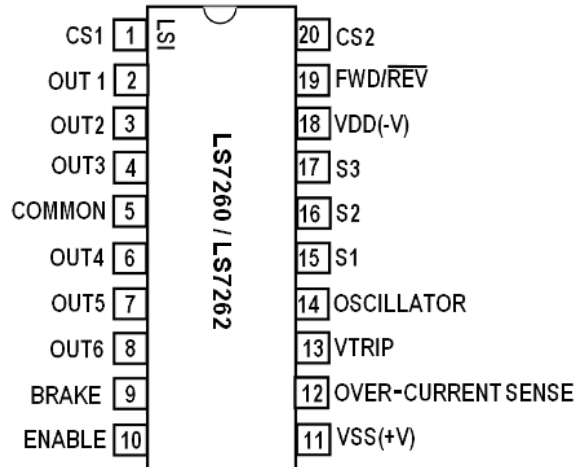 CS1 1 LSI 20 CS2
OUT 1 2 19 FWD/REV
OUT2 3 18 VDD(-V)
OUT3 4 17 S3
COMMON 5 16 S2
OUT4 6 15 S1
OUT5 7 14 OSCILLATOR
OUT6 8 13 VTRIP
BRAKE 9 12 OVER-CURRENT SENSE
ENABLE 10 11 VSS(+V)
LS7260 / LS7262